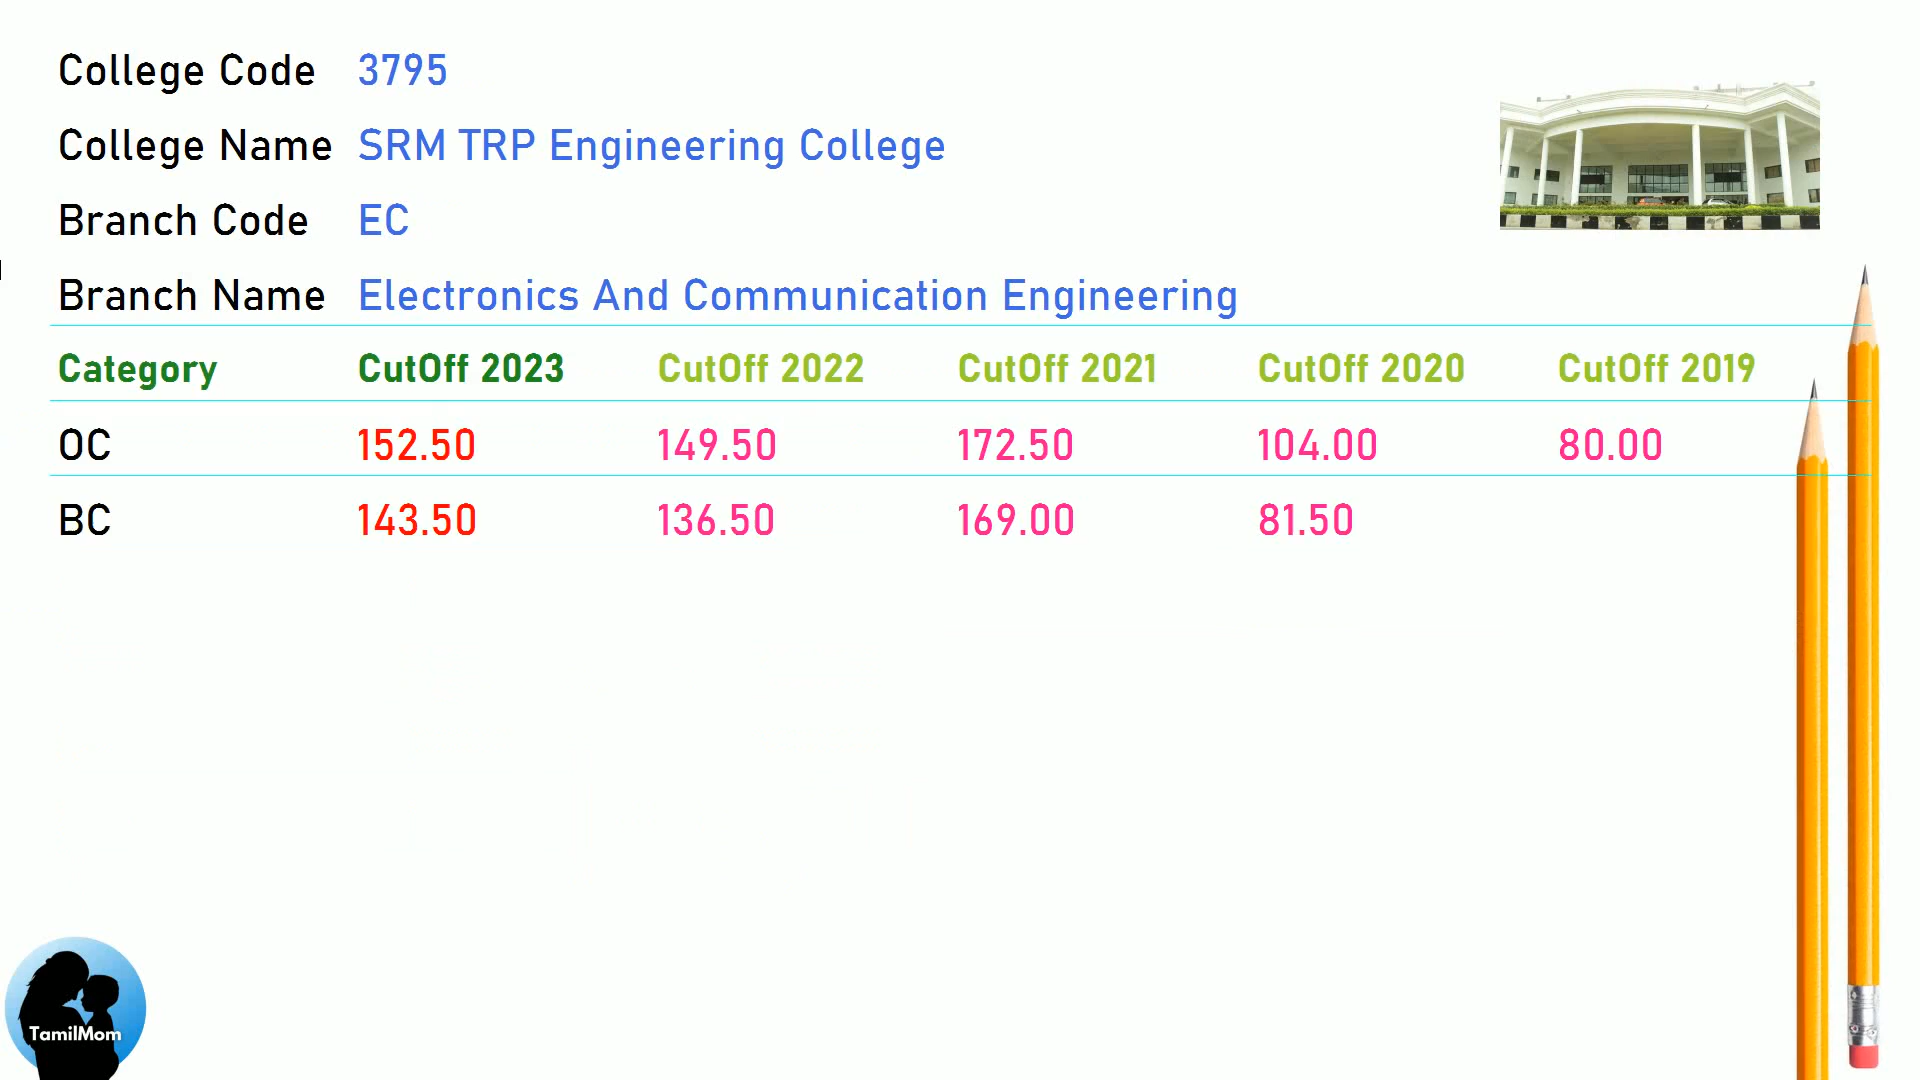 College Code 3795
College Name SRM TRP Engineering College
Branch Code EC
Branch Name Electronics And Communication Engineering
Category CutOff 2023 CutOff 2022 CutOff 2021 CutOff 2020 CutOff 2019
OC 152.50 149.50 172.50 104.00 80.00
BC 143.50 136.50 169.00 81.50
TamilMom